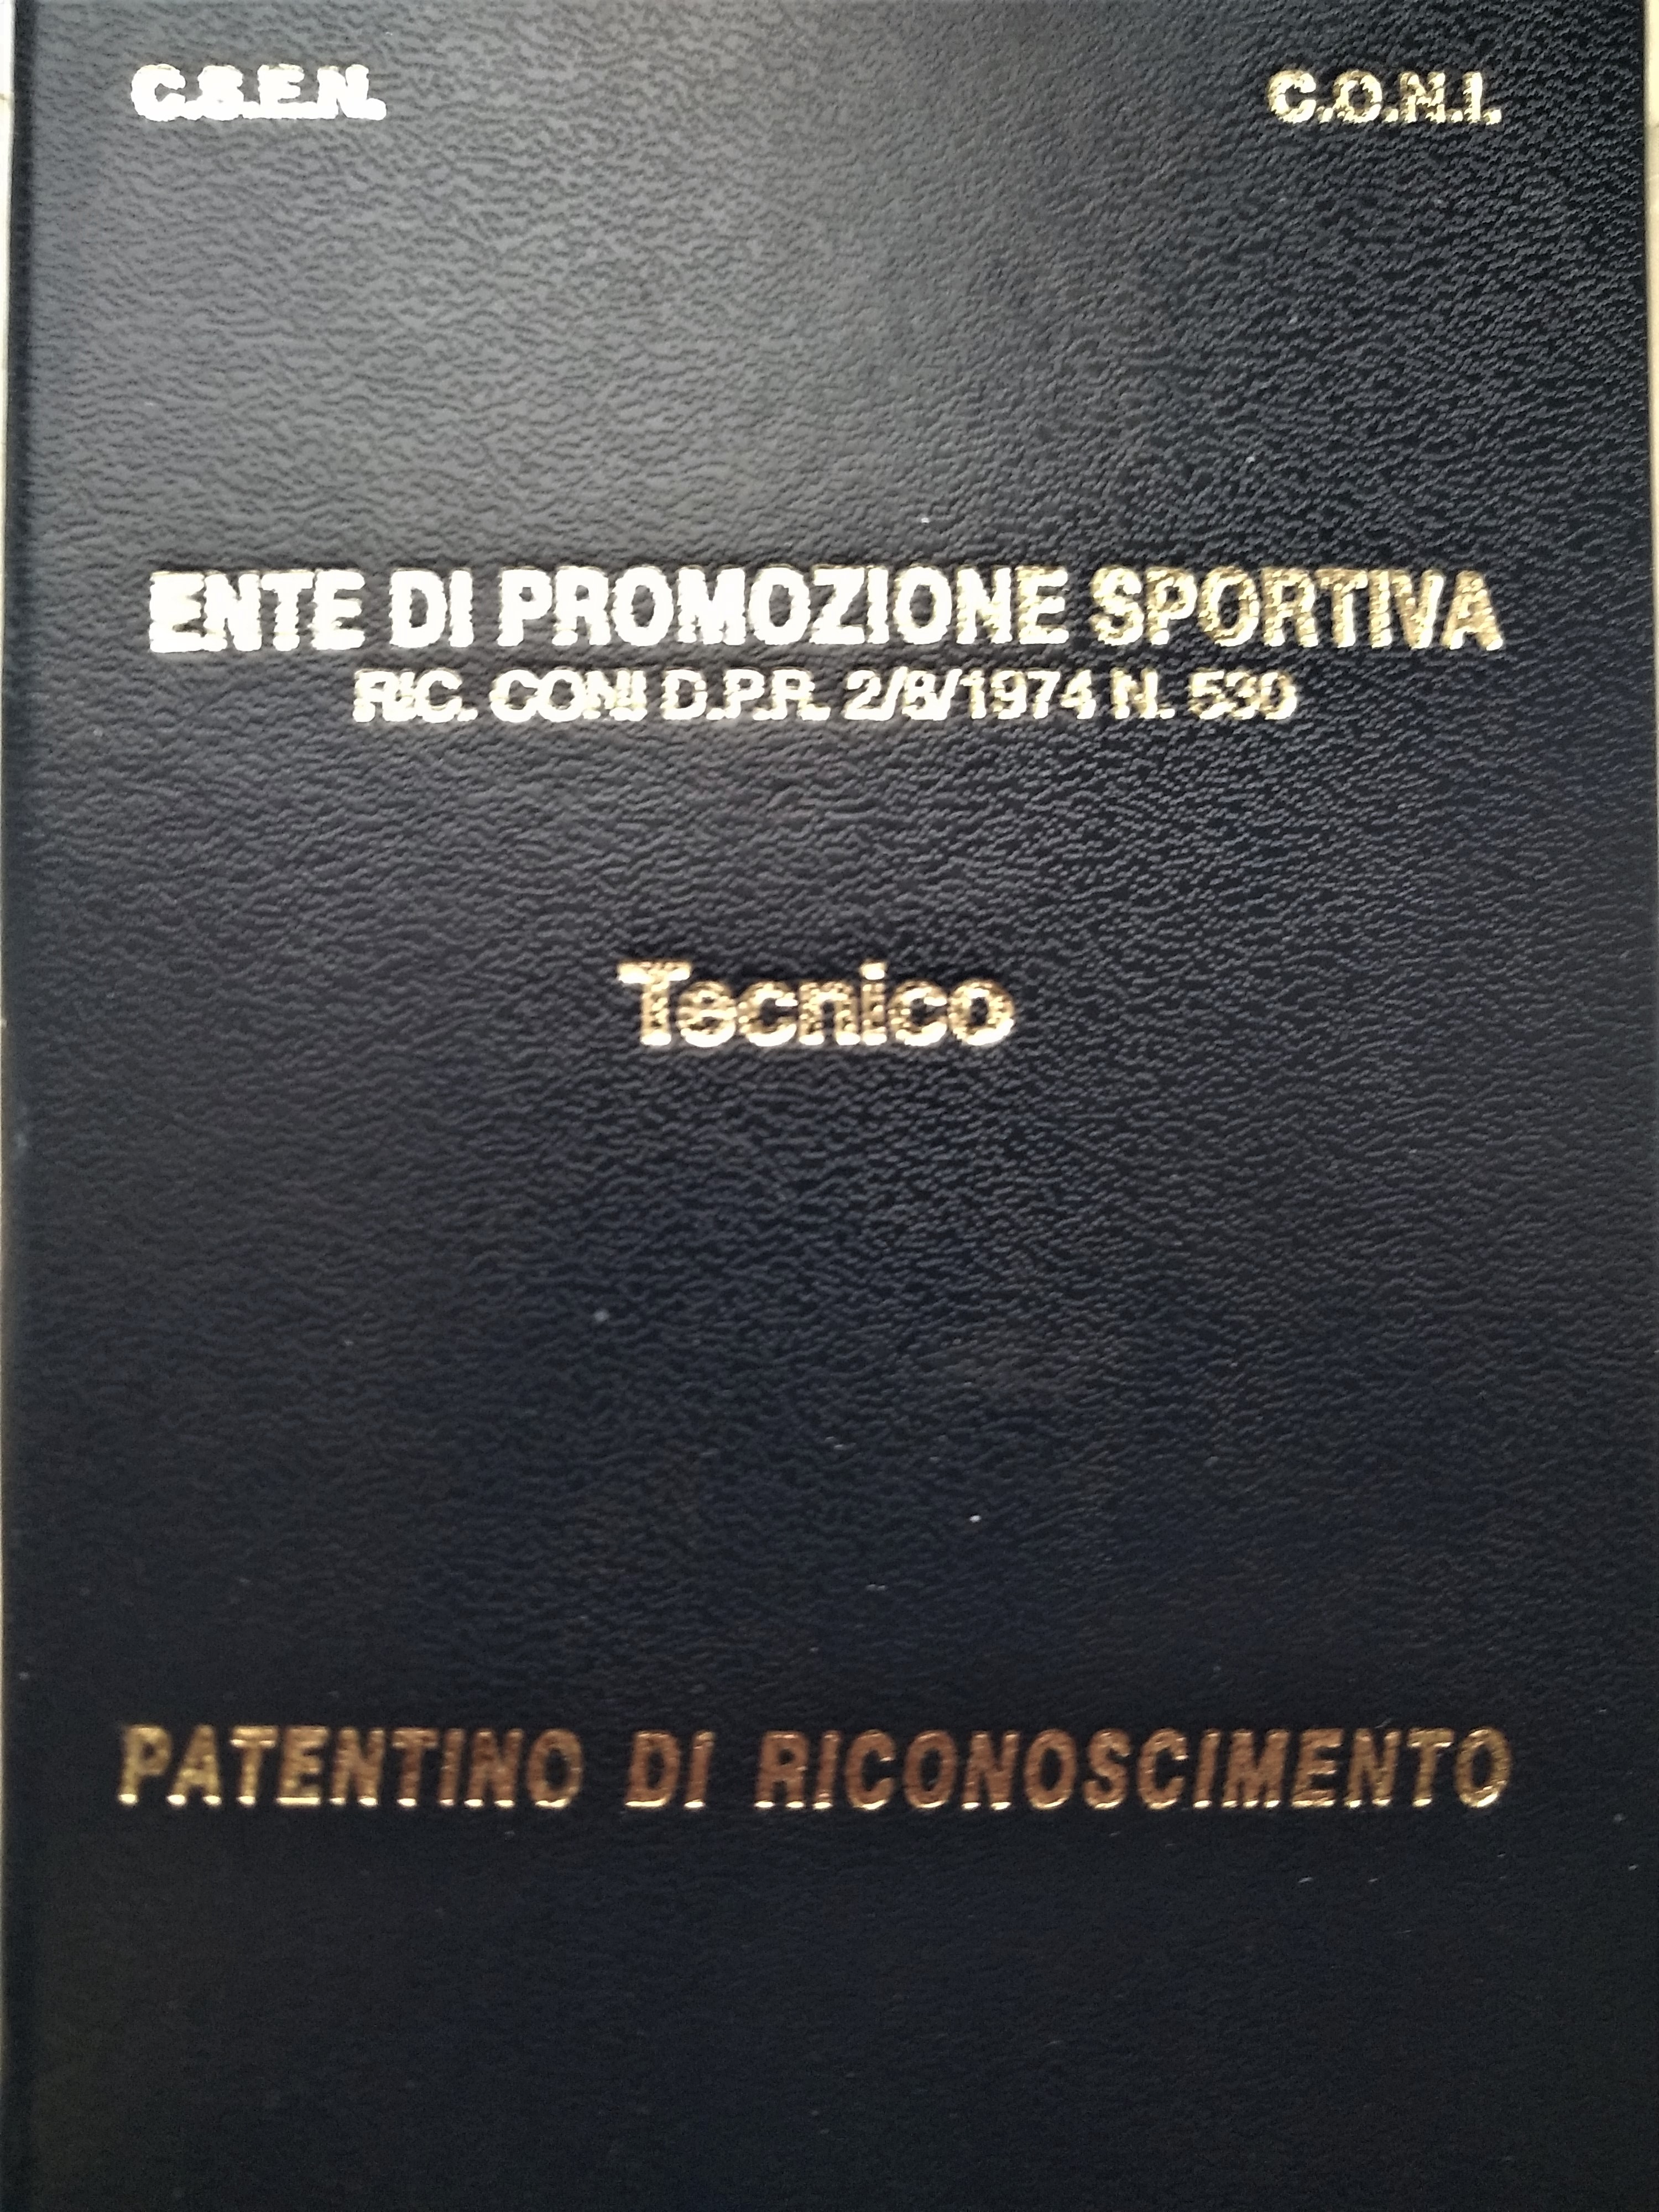 C.S.E.N. C.O.N.I.
ENTE DI PROMOZIONE SPORTIVA
RIC. CONI D.P.R. 2/8/1974 N. 530
Tecnico
PATENTINO DI RICONOSCIMENTO